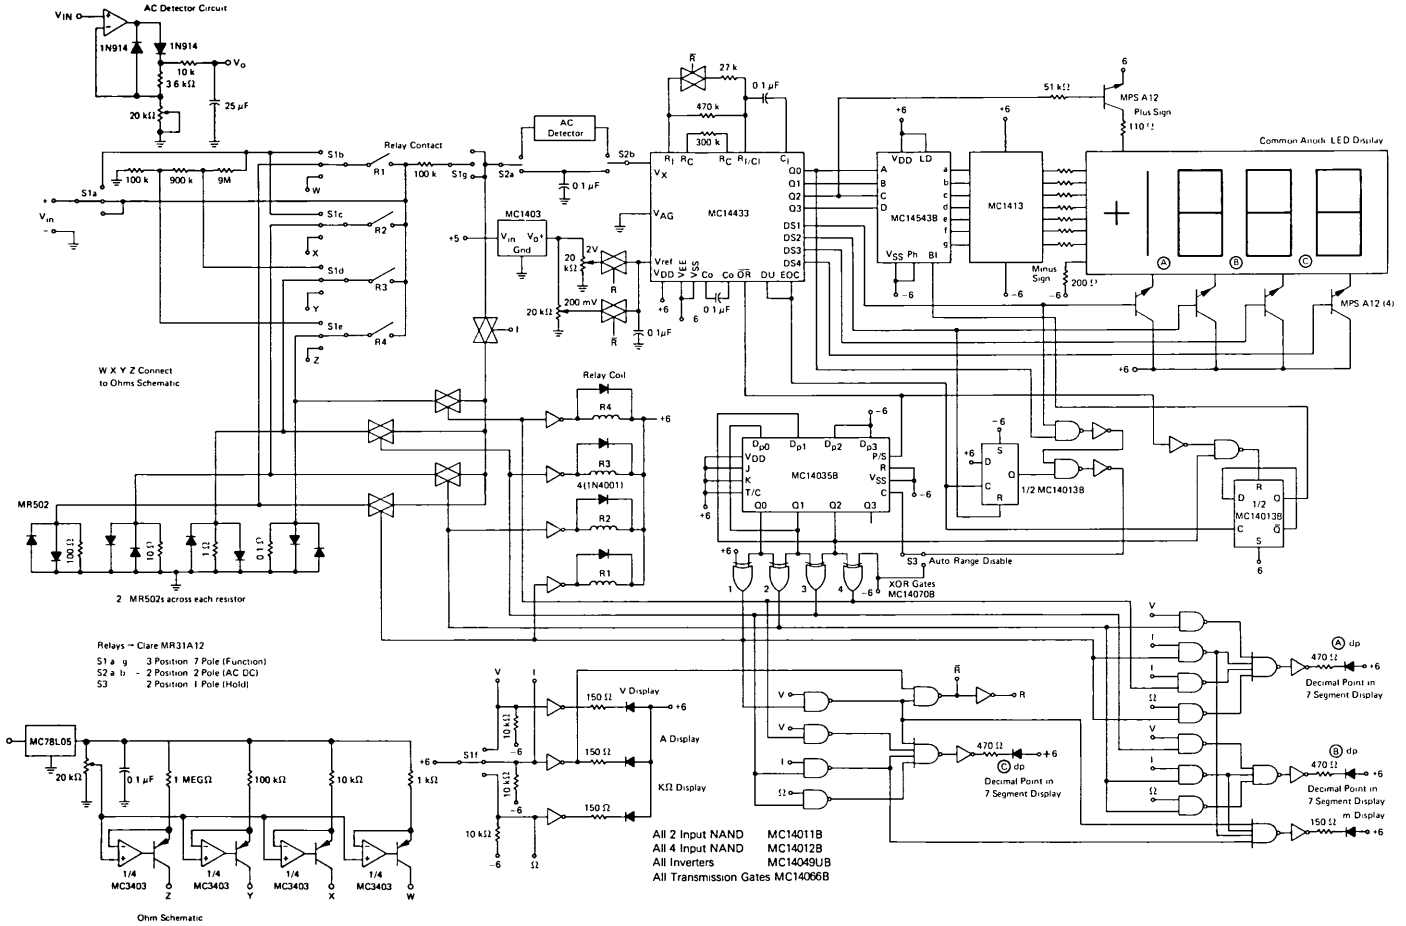 AC Detector Circuit
VIN
+
−
1N914
1N914
10 k
Vo
3.6 kΩ
20 kΩ
25 µF
S1b
Relay Contact
R1
100 k
S1g
W
100 k
900 k
9M
S1a
+
Vin
−
S1c
R2
X
S1d
R3
Y
S1e
R4
Z
W X Y Z Connect
to Ohms Schematic
AC
Detector
S2a
S2b
0 1 µF
R̅
27 k
0 1 µF
470 k
300 k
RI RC RC RI/CI CI
VX
VAG
MC14433
Vref
VDD VEE VSS Co Co O̅R̅ DU EOC
Q0
Q1
Q2
Q3
DS1
DS2
DS3
DS4
+6
6
0 1 µF
MC1403
+5
Vin Vo+
Gnd
2V
20
kΩ
R
200 mV
20 kΩ
R̅
0.1 µF
I
+6
VDD LD
A
B
C
D
MC14543B
VSS Ph BI
a
b
c
d
e
f
g
−6
+6
MC1413
−6
51 kΩ
6
MPS A12
Plus Sign
110 Ω
Common Anode LED Display
A
B
C
Minus
Sign
200 Ω
−6
MPS A12 (4)
+6
Relay Coil
R4
+6
R3
4(1N4001)
R2
R1
−6
Dp0 Dp1 Dp2 Dp3
VDD
J
K
T/C
MC14035B
P/S
R
VSS
C
−6
Q0 Q1 Q2 Q3
+6
+6
1
2
3
4
−6
S3
Auto Range Disable
XOR Gates
MC14070B
−6
+6
S
D
Q
C
R
1/2 MC14013B
R
D Q
1/2
MC14013B
C Q̅
S
6
MR502
100 Ω
10 Ω
1 Ω
0.1 Ω
2 MR502s across each resistor
Relays − Clare MR31A12
S1 a g 3 Position 7 Pole (Function)
S2 a b - 2 Position 2 Pole (AC DC)
S3 2 Position 1 Pole (Hold)
MC78L05
20 kΩ
0 1 µF
1 MEGΩ
100 kΩ
10 kΩ
1 kΩ
1/4
MC3403
Z
1/4
MC3403
Y
1/4
MC3403
X
1/4
MC3403
W
Ohm Schematic
V
I
10 kΩ
−6
S1f
+6
10 kΩ
−6
10 kΩ
−6
Ω
150 Ω
V Display
+6
A Display
150 Ω
KΩ Display
150 Ω
R̅
R
V
V
I
Ω
470 Ω
+6
C dp
Decimal Point in
7 Segment Display
V
I
I
Ω
470 Ω
A dp
+6
Decimal Point in
7 Segment Display
V
I
Ω
B dp
470 Ω
+6
Decimal Point in
7 Segment Display
m Display
150 Ω
+6
All 2 Input NAND MC14011B
All 4 Input NAND MC14012B
All Inverters MC14049UB
All Transmission Gates MC14066B